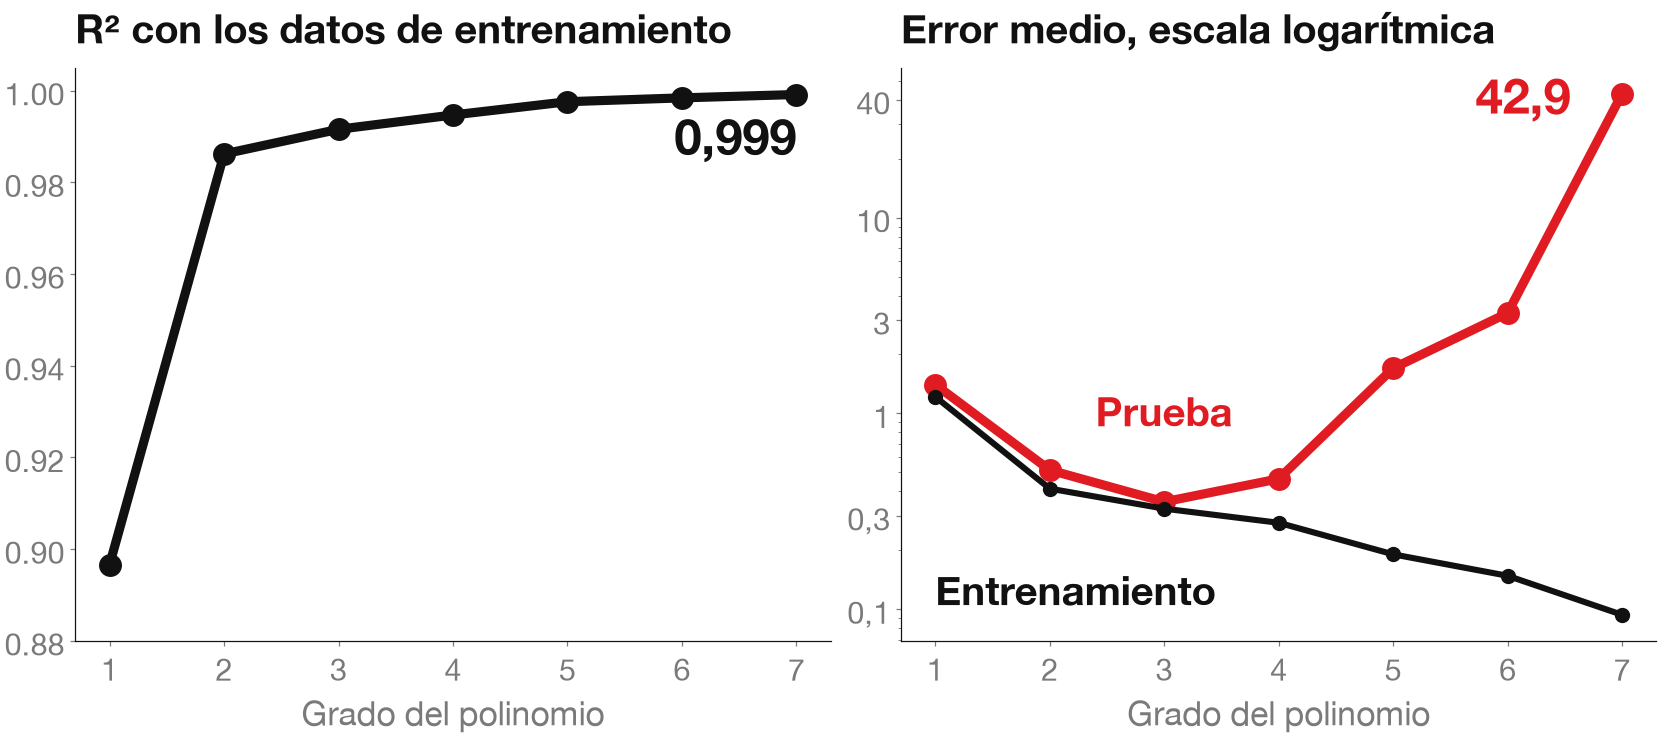 R² con los datos de entrenamiento
1.00
0.98
0.96
0.94
0.92
0.90
0.88
0,999
1 2 3 4 5 6 7
Grado del polinomio
Error medio, escala logarítmica
40
10
3
1
0,3
0,1
42,9
Prueba
Entrenamiento
1 2 3 4 5 6 7
Grado del polinomio